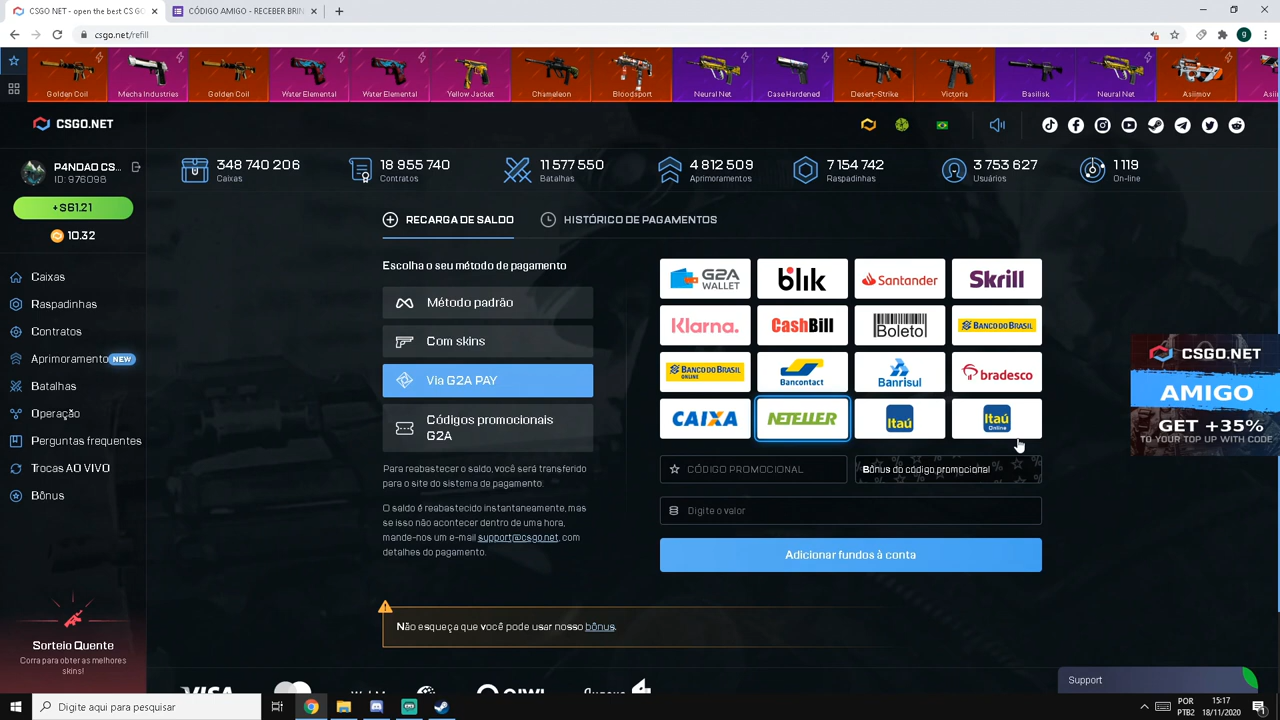 CSGO NET - open the best CS GO
CÓDIGO AMIGO - RECEBER BRIN
csgo.net/refill
g
Golden Coil
Mecha Industries
Golden Coil
Water Elemental
Water Elemental
Yellow Jacket
Chameleon
Bloodsport
Neural Net
Case Hardened
Desert-Strike
Victoria
Basilisk
Neural Net
Asiimov
Asii
CSGO.NET
P4NDAO CS...
ID: 976098
+$61.21
10.32
348 740 206
Caixas
18 955 740
Contratos
11 577 550
Batalhas
4 812 509
Aprimoramentos
7 154 742
Raspadinhas
3 753 627
Usuários
1 119
On-line
Caixas
Raspadinhas
Contratos
Aprimoramento NEW
Batalhas
Operação
Perguntas frequentes
Trocas AO VIVO
Bônus
Sorteio Quente
Corra para obter as melhores
skins!
RECARGA DE SALDO
HISTÓRICO DE PAGAMENTOS
Escolha o seu método de pagamento
Método padrão
Com skins
Via G2A PAY
Códigos promocionais
G2A
Para reabastecer o saldo, você será transferido
para o site do sistema de pagamento.
O saldo é reabastecido instantaneamente, mas
se isso não acontecer dentro de uma hora,
mande-nos um e-mail support@csgo.net, com
detalhes do pagamento.
G2A WALLET
blik
Santander
Skrill
Klarna.
CashBill
Boleto
BANCO DO BRASIL
BANCO DO BRASIL ONLINE
Bancontact
Banrisul
bradesco
CAIXA
NETELLER
Itaú
Itaú Online
CÓDIGO PROMOCIONAL
Bônus do código promocional
Digite o valor
Adicionar fundos à conta
Não esqueça que você pode usar nosso bônus.
CSGO.NET
AMIGO
GET +35%
TO YOUR TOP UP WITH CODE
Support
VISA
QIWI
Digite aqui para pesquisar
POR
PTB2
15:17
18/11/2020
1